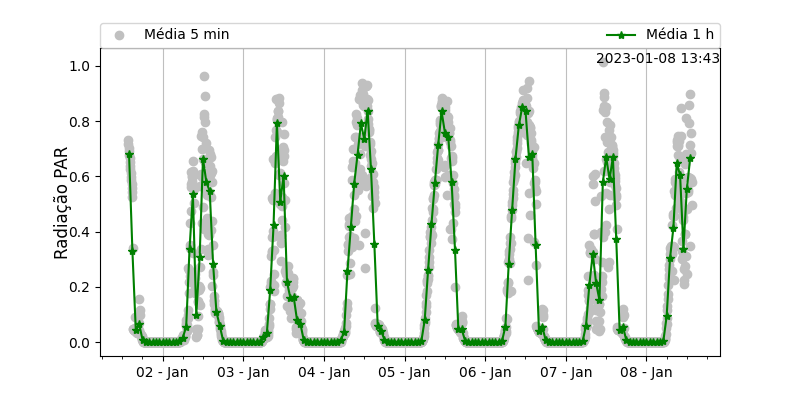 Média 5 min
Média 1 h
2023-01-08 13:43
Radiação PAR
1.0
0.8
0.6
0.4
0.2
0.0
02 - Jan
03 - Jan
04 - Jan
05 - Jan
06 - Jan
07 - Jan
08 - Jan